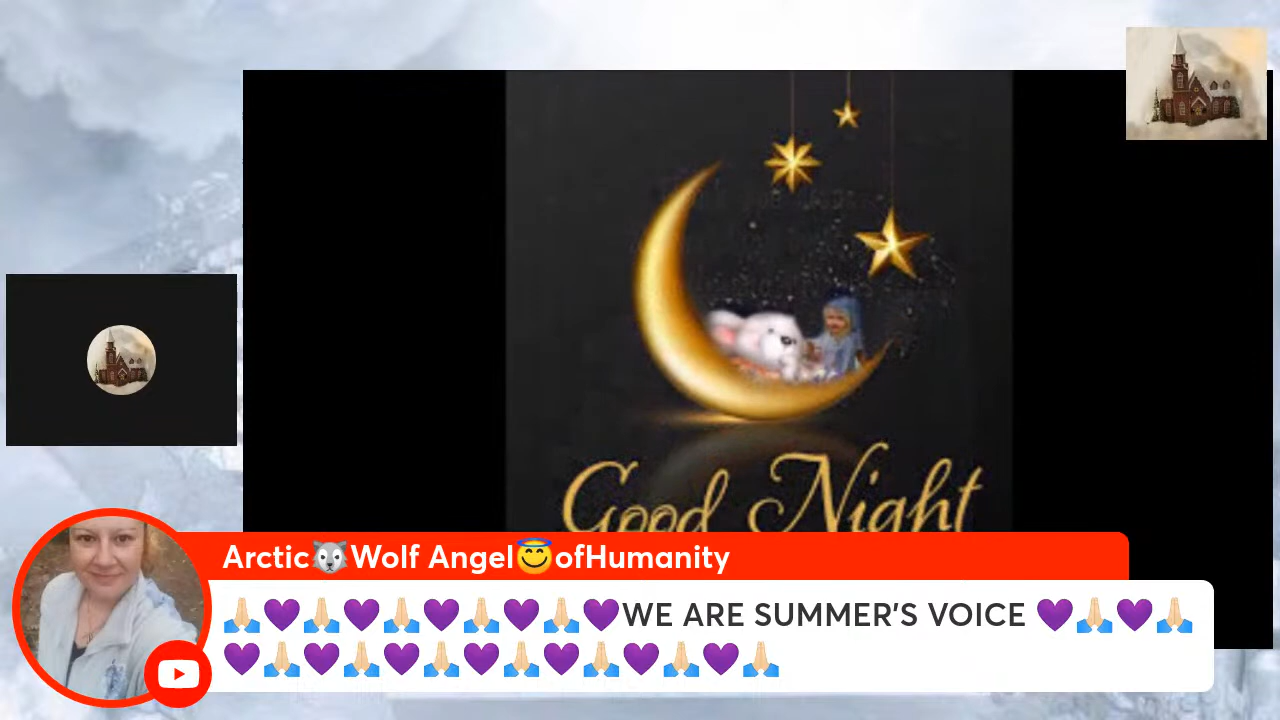 Good Night
Arctic🐺Wolf Angel😇ofHumanity
🙏🏻💜🙏🏻💜🙏🏻💜🙏🏻💜🙏🏻💜WE ARE SUMMER'S VOICE 💜🙏🏻💜🙏🏻
💜🙏🏻💜🙏🏻💜🙏🏻💜🙏🏻💜🙏🏻💜🙏🏻💜🙏🏻